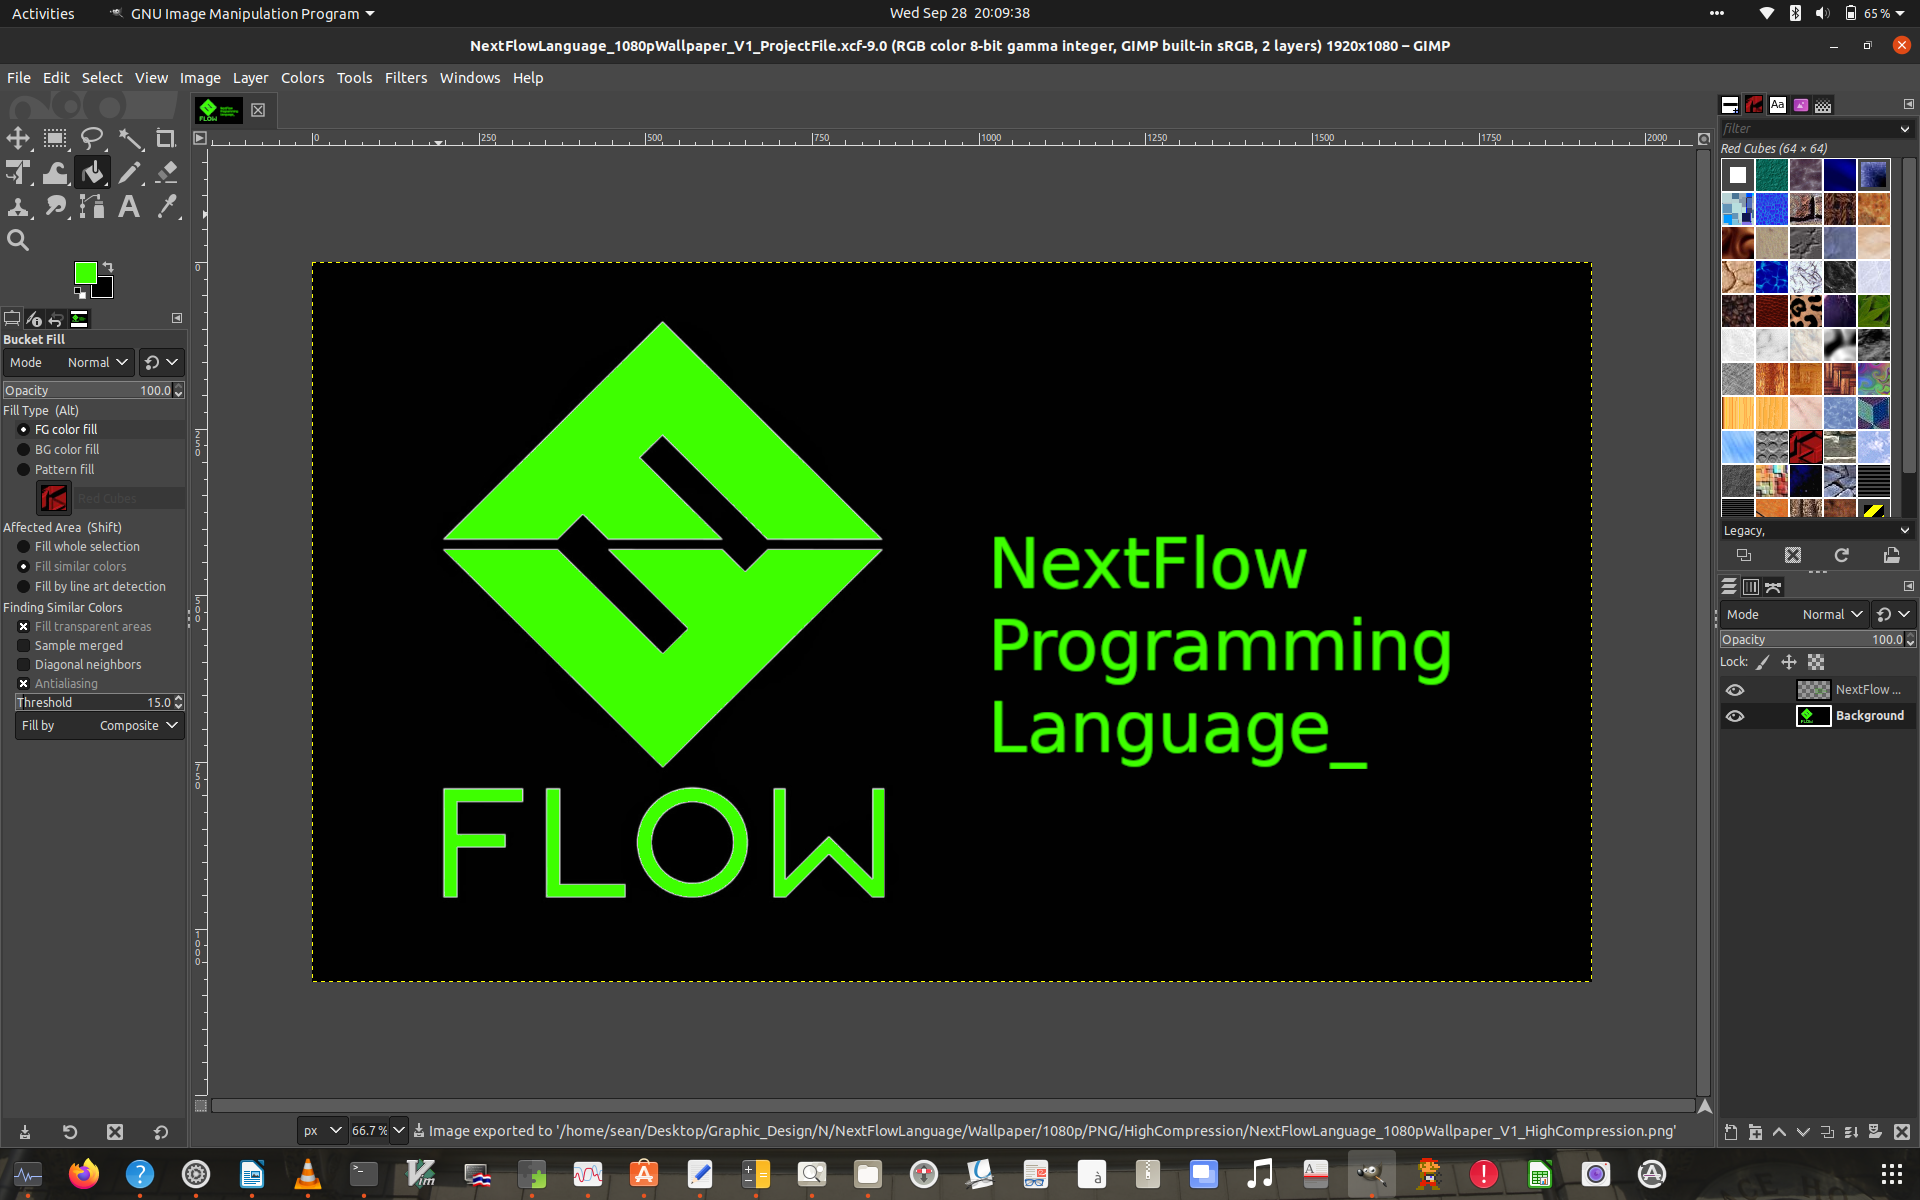 Activities
GNU Image Manipulation Program
Wed Sep 28 20:09:38
65 %
NextFlowLanguage_1080pWallpaper_V1_ProjectFile.xcf-9.0 (RGB color 8-bit gamma integer, GIMP built-in sRGB, 2 layers) 1920x1080 – GIMP
File Edit Select View Image Layer Colors Tools Filters Windows Help
0 250 500 750 1000 1250 1500 1750 2000
0
250
500
750
1000
Bucket Fill
Mode Normal
Opacity 100.0
Fill Type (Alt)
FG color fill
BG color fill
Pattern fill
Red Cubes
Affected Area (Shift)
Fill whole selection
Fill similar colors
Fill by line art detection
Finding Similar Colors
Fill transparent areas
Sample merged
Diagonal neighbors
Antialiasing
Threshold 15.0
Fill by Composite
FLOW
NextFlow
Programming
Language_
FLOW
Aa
filter
Red Cubes (64 × 64)
Legacy,
Mode Normal
Opacity 100.0
Lock:
NextFlow ...
Background
px 66.7 % Image exported to '/home/sean/Desktop/Graphic_Design/N/NextFlowLanguage/Wallpaper/1080p/PNG/HighCompression/NextFlowLanguage_1080pWallpaper_V1_HighCompression.png'